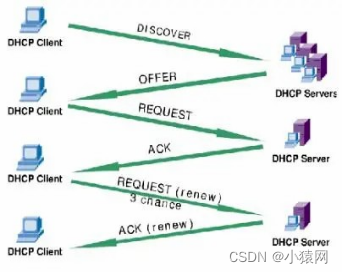 DISCOVER
DHCP Client
OFFER
DHCP Servers
DHCP Client
REQUEST
ACK
DHCP Server
DHCP Client
REQUEST (renew)
3 chance
ACK (renew)
DHCP Server
DHCP Client
CSDN @小猿网